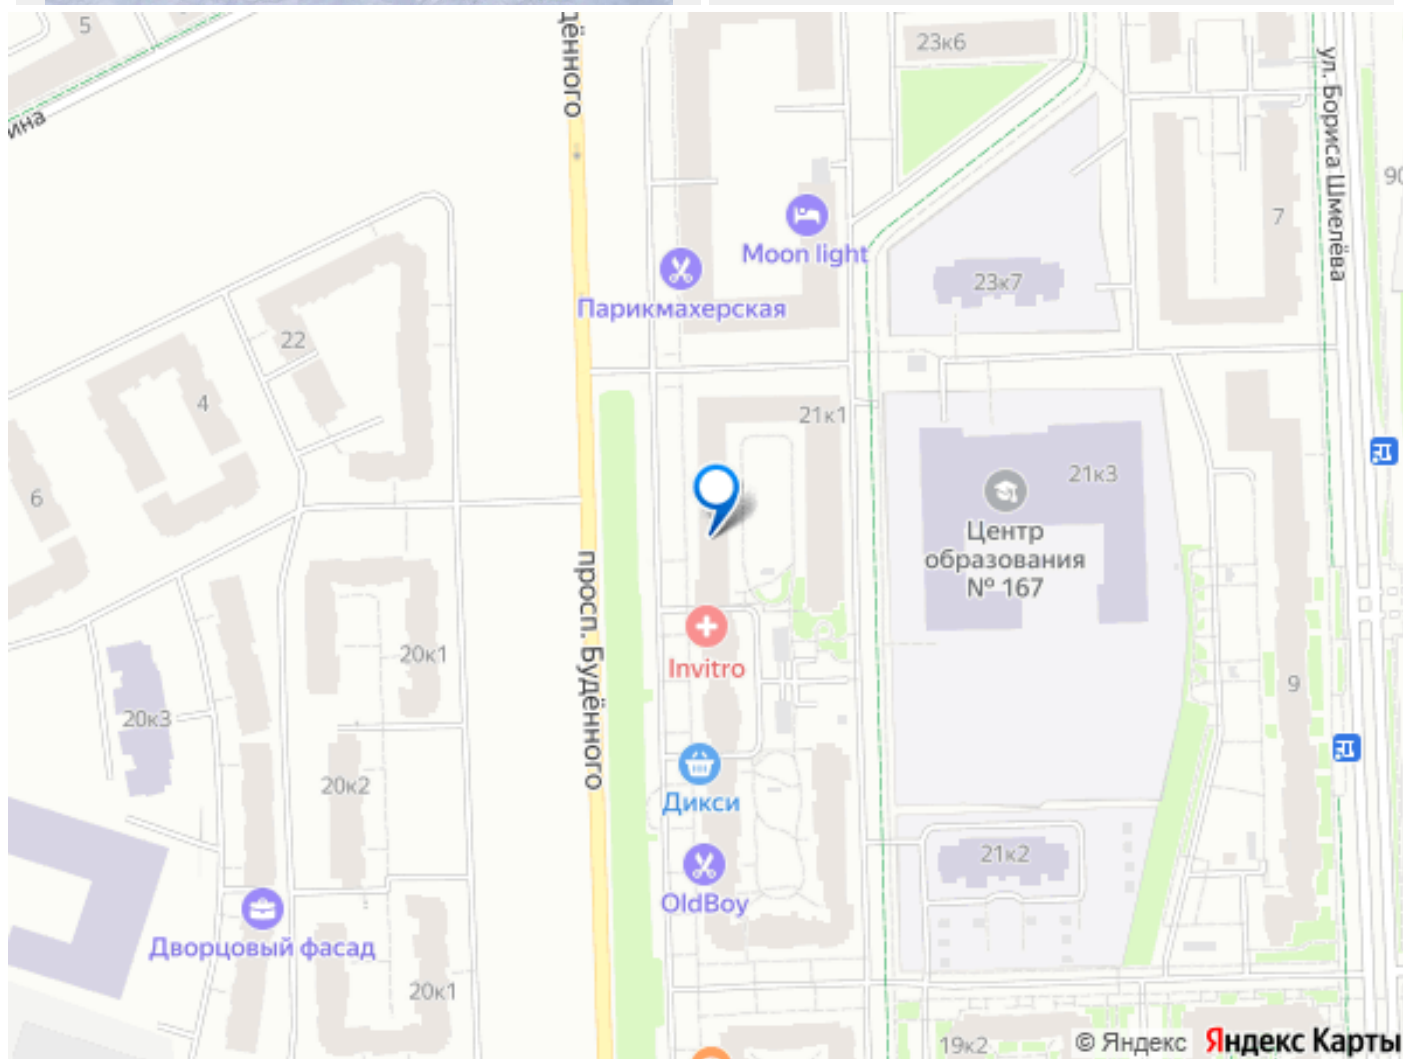 5
дённого
23к6
ина
ул. Бориса Шмелёва
90
7
Moon light
23к7
Парикмахерская
22
4
21к1
6
21к3
Центр
образования
№ 167
просп. Будённого
Invitro
20к1
9
20к3
20к2
Дикси
21к2
OldBoy
Дворцовый фасад
20к1
19к2
© Яндекс Яндекс Карты